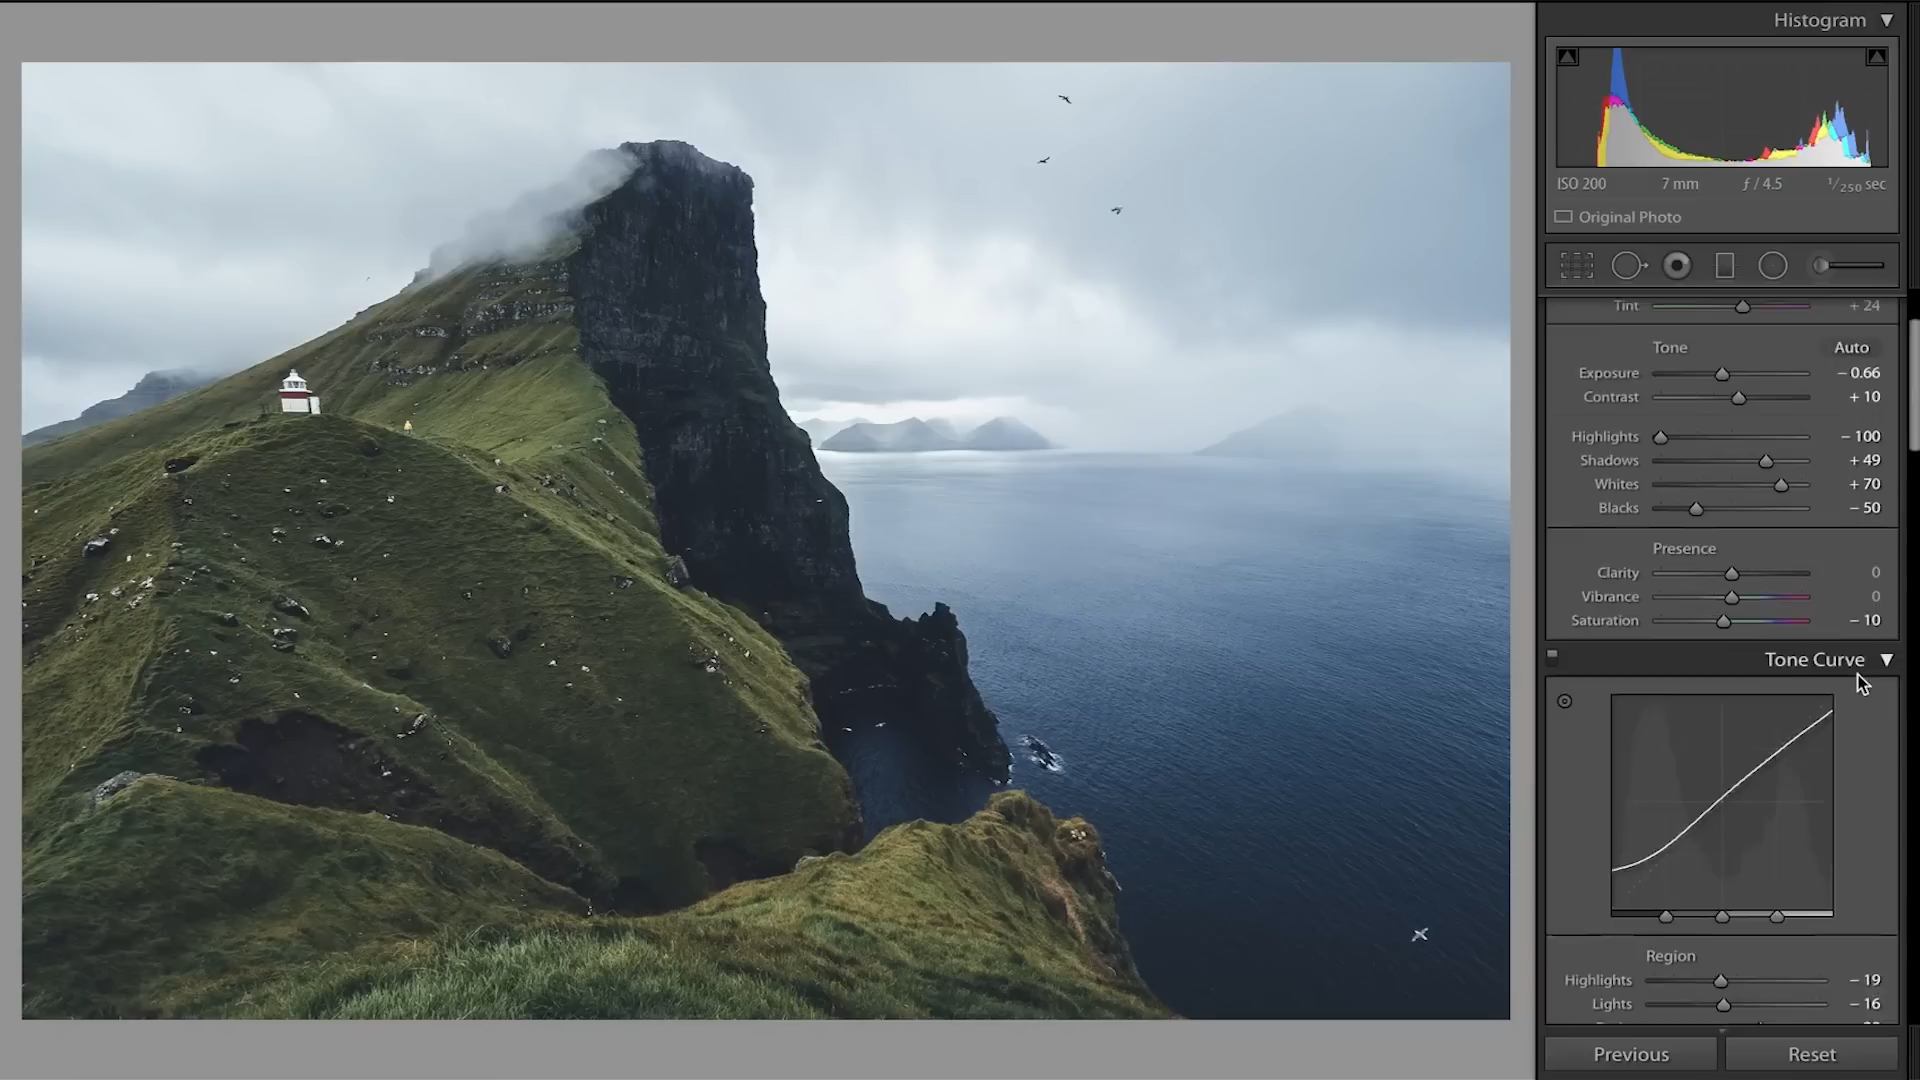 Histogram
ISO 200 7 mm ƒ / 4.5 1/250 sec
Original Photo
Tint + 24
Tone Auto
Exposure − 0.66
Contrast + 10
Highlights − 100
Shadows + 49
Whites + 70
Blacks − 50
Presence
Clarity 0
Vibrance 0
Saturation − 10
Tone Curve
Region
Highlights − 19
Lights − 16
Previous Reset